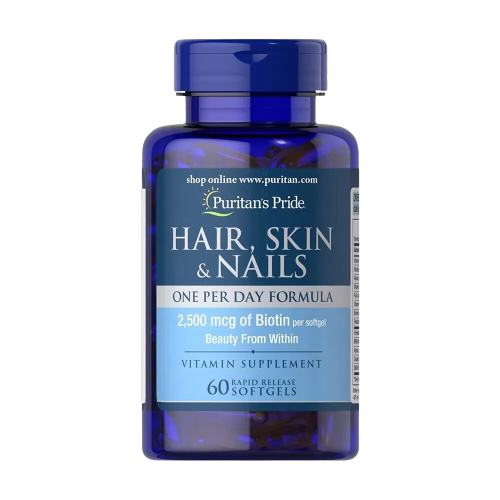 shop online www.puritan.com
Puritan's Pride
HAIR, SKIN
& NAILS
ONE PER DAY FORMULA
2,500 mcg of Biotin per softgel
Beauty From Within
VITAMIN SUPPLEMENT
60 RAPID RELEASE
SOFTGELS